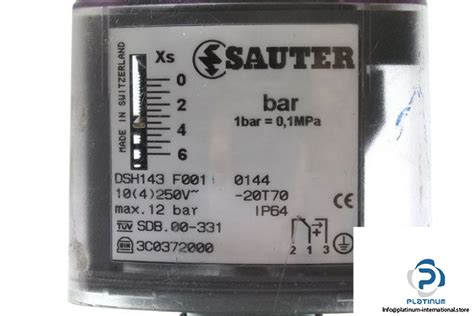 MADE IN SWITZERLAND
Xs
0
2
4
6
SAUTER
bar
1bar = 0,1MPa
DSH143 F001 0144
10(4)250V~ -20T70
max.12 bar IP64
TÜV SDB.00-331
3C0372000
CE
2 1 3
PLATINUM
Info@platinum-international.store